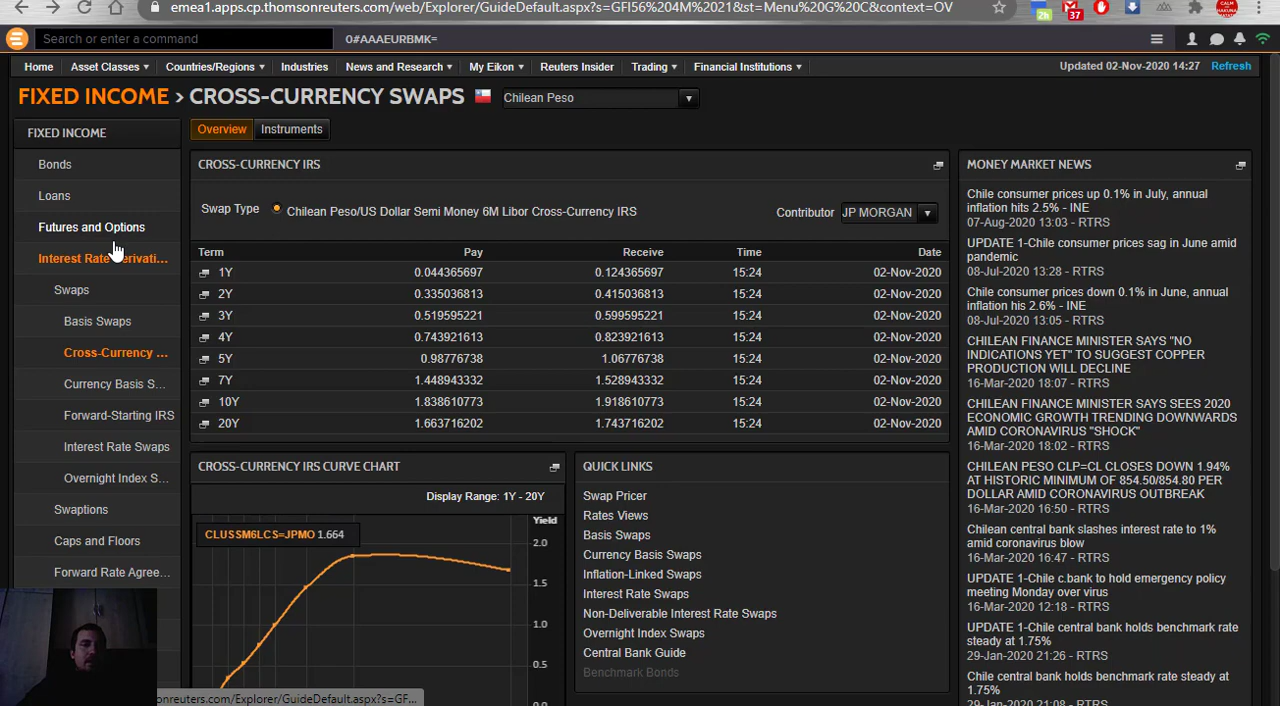 emea1.apps.cp.thomsonreuters.com/web/Explorer/GuideDefault.aspx?s=GFI56%204M%2021&st=Menu%20G%20C&context=OV
2h
37
Search or enter a command
0#AAAEURBMK=
Home
Asset Classes
Countries/Regions
Industries
News and Research
My Eikon
Reuters Insider
Trading
Financial Institutions
Updated 02-Nov-2020 14:27
Refresh
FIXED INCOME > CROSS-CURRENCY SWAPS
Chilean Peso
FIXED INCOME
Bonds
Loans
Futures and Options
Interest Rate Derivati...
Swaps
Basis Swaps
Cross-Currency ...
Currency Basis S...
Forward-Starting IRS
Interest Rate Swaps
Overnight Index S...
Swaptions
Caps and Floors
Forward Rate Agree...
Overview
Instruments
CROSS-CURRENCY IRS
Swap Type
Chilean Peso/US Dollar Semi Money 6M Libor Cross-Currency IRS
Contributor
JP MORGAN
Term Pay Receive Time Date
1Y 0.044365697 0.124365697 15:24 02-Nov-2020
2Y 0.335036813 0.415036813 15:24 02-Nov-2020
3Y 0.519595221 0.599595221 15:24 02-Nov-2020
4Y 0.743921613 0.823921613 15:24 02-Nov-2020
5Y 0.98776738 1.06776738 15:24 02-Nov-2020
7Y 1.448943332 1.528943332 15:24 02-Nov-2020
10Y 1.838610773 1.918610773 15:24 02-Nov-2020
20Y 1.663716202 1.743716202 15:24 02-Nov-2020
CROSS-CURRENCY IRS CURVE CHART
Display Range: 1Y - 20Y
CLUSSM6LCS=JPMO 1.664
Yield
2.0
1.5
1.0
0.5
0.0
QUICK LINKS
Swap Pricer
Rates Views
Basis Swaps
Currency Basis Swaps
Inflation-Linked Swaps
Interest Rate Swaps
Non-Deliverable Interest Rate Swaps
Overnight Index Swaps
Central Bank Guide
Benchmark Bonds
MONEY MARKET NEWS
Chile consumer prices up 0.1% in July, annual
inflation hits 2.5% - INE
07-Aug-2020 13:03 - RTRS
UPDATE 1-Chile consumer prices sag in June amid
pandemic
08-Jul-2020 13:28 - RTRS
Chile consumer prices down 0.1% in June, annual
inflation his 2.6% - INE
08-Jul-2020 13:05 - RTRS
CHILEAN FINANCE MINISTER SAYS "NO
INDICATIONS YET" TO SUGGEST COPPER
PRODUCTION WILL DECLINE
16-Mar-2020 18:07 - RTRS
CHILEAN FINANCE MINISTER SAYS SEES 2020
ECONOMIC GROWTH TRENDING DOWNWARDS
AMID CORONAVIRUS "SHOCK"
16-Mar-2020 18:02 - RTRS
CHILEAN PESO CLP=CL CLOSES DOWN 1.94%
AT HISTORIC MINIMUM OF 854.50/854.80 PER
DOLLAR AMID CORONAVIRUS OUTBREAK
16-Mar-2020 16:50 - RTRS
Chilean central bank slashes interest rate to 1%
amid coronavirus blow
16-Mar-2020 16:47 - RTRS
UPDATE 1-Chile c.bank to hold emergency policy
meeting Monday over virus
16-Mar-2020 12:18 - RTRS
UPDATE 1-Chile central bank holds benchmark rate
steady at 1.75%
29-Jan-2020 21:26 - RTRS
Chile central bank holds benchmark rate steady at
1.75%
29-Jan-2020 21:08 - RTRS
onreuters.com/Explorer/GuideDefault.aspx?s=GF...